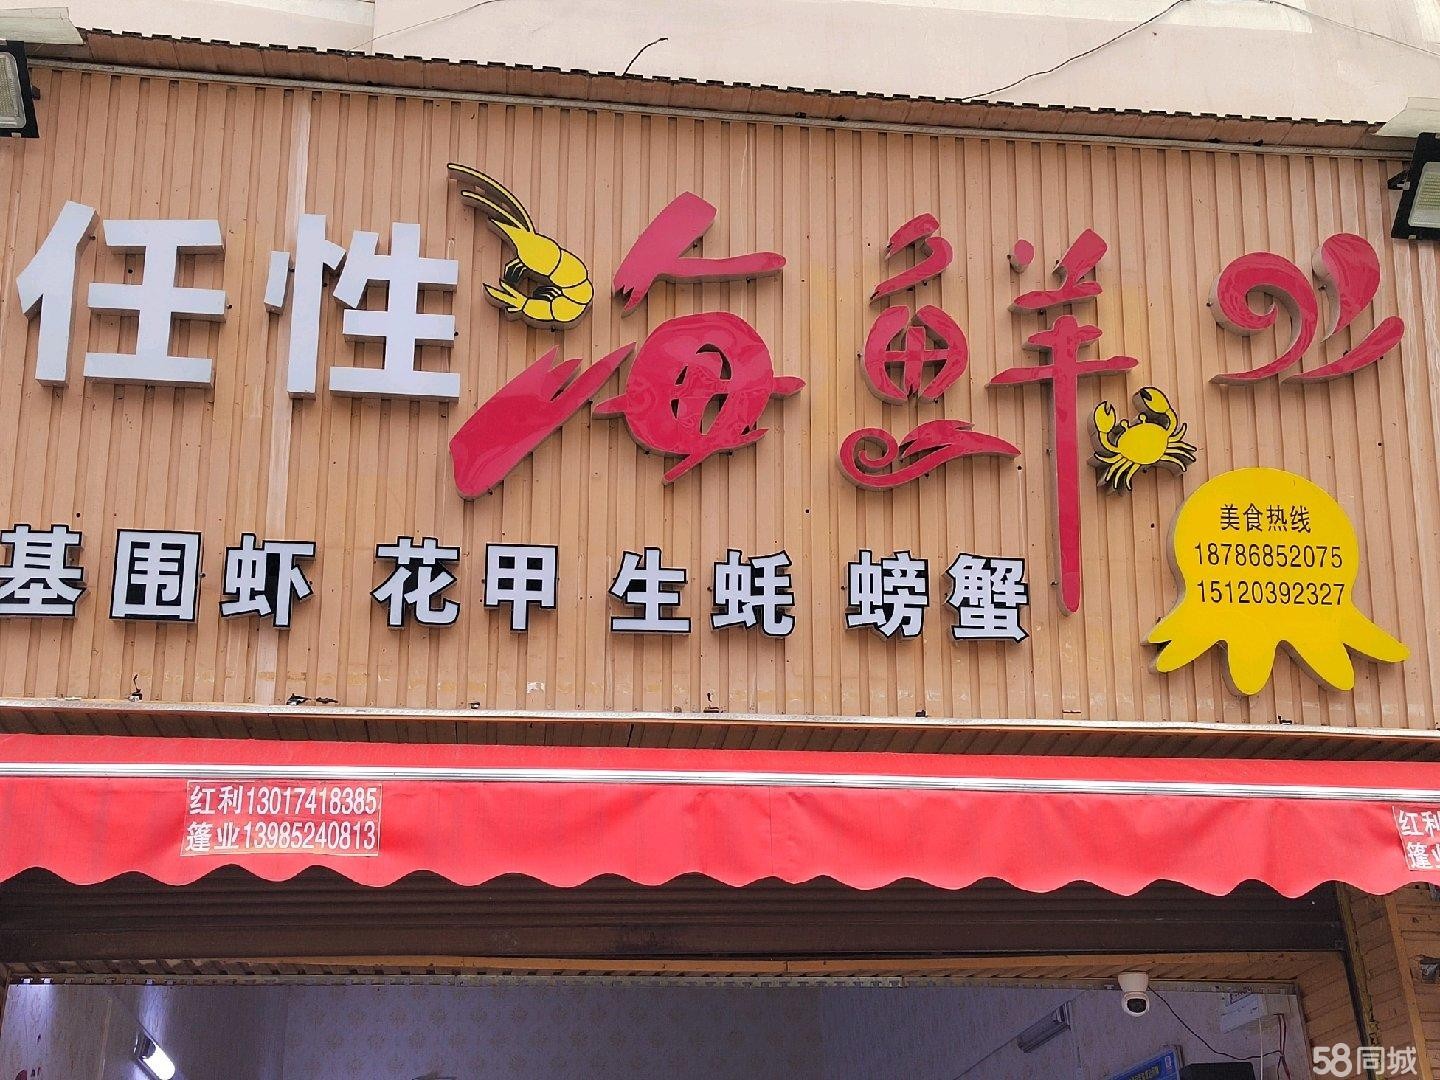 任性海鲜
基围虾 花甲 生蚝 螃蟹
美食热线
18786852075
15120392327
红利13017418385
篷业13985240813
红利
篷业
58同城